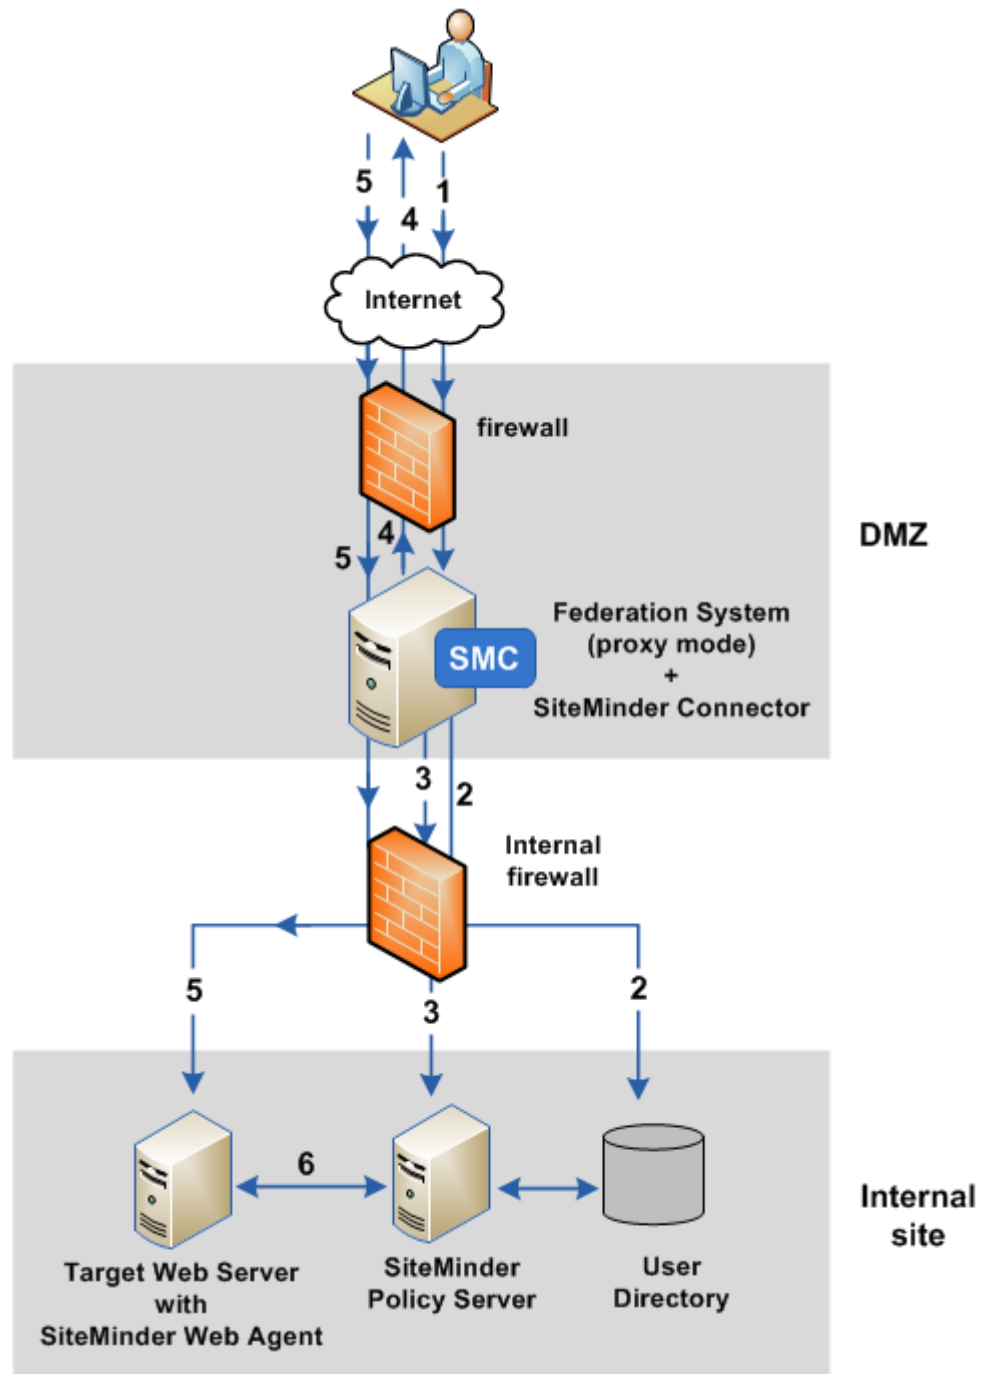 5
1
4
Internet
firewall
4
5
DMZ
Federation System
(proxy mode)
+
SiteMinder Connector
SMC
3
2
Internal
firewall
5
3
2
6
Target Web Server
with
SiteMinder Web Agent
SiteMinder
Policy Server
User
Directory
Internal
site